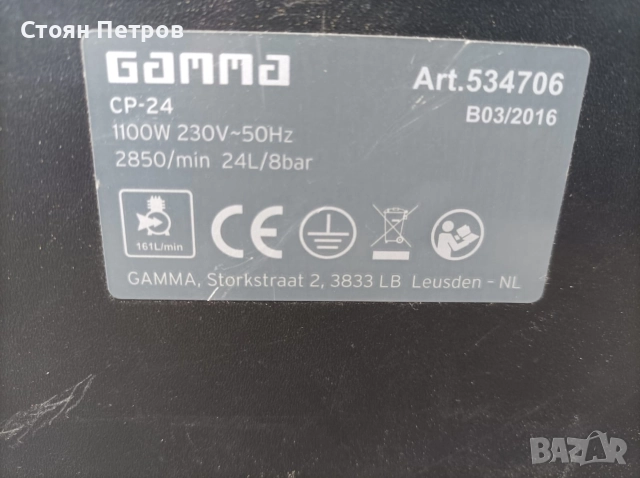 Стоян Петров
GAMMA
Art.534706
CP-24
B03/2016
1100W 230V~50Hz
2850/min 24L/8bar
161L/min
CE
GAMMA, Storkstraat 2, 3833 LB Leusden - NL
BAZAR